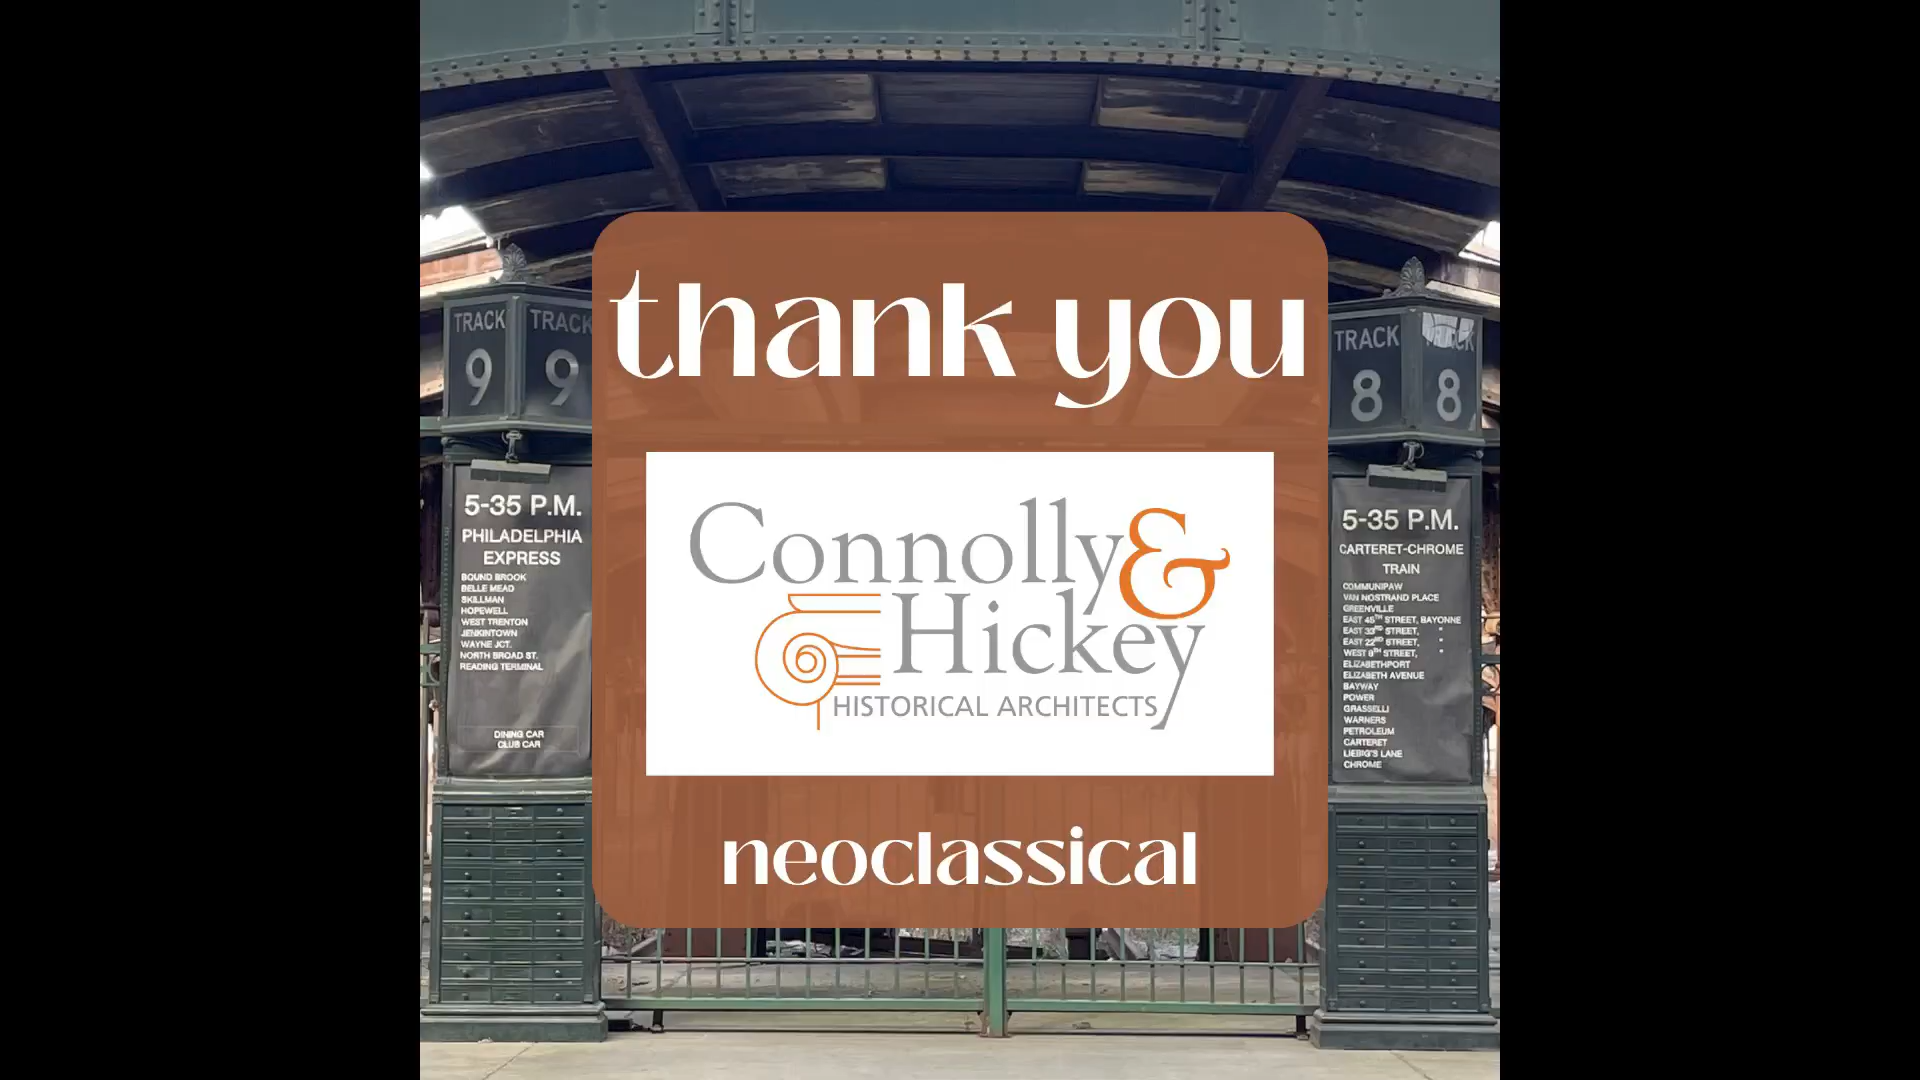 thank you
Connolly &
Hickey
HISTORICAL ARCHITECTS
neoclassical
TRACK TRACK
9 9
5-35 P.M.
PHILADELPHIA
EXPRESS
BOUND BROOK
BELLE MEAD
SKILLMAN
HOPEWELL
WEST TRENTON
JENKINTOWN
WAYNE JCT.
NORTH BROAD ST.
READING TERMINAL
DINING CAR
CLUB CAR
TRACK TRACK
8 8
5-35 P.M.
CARTERET-CHROME
TRAIN
COMMUNIPAW
VAN NOSTRAND PLACE
GREENVILLE
EAST 45TH STREET, BAYONNE
EAST 33RD STREET, "
EAST 22ND STREET, "
WEST 8TH STREET, "
ELIZABETHPORT
ELIZABETH AVENUE
BAYWAY
POWER
GRASSELLI
WARNERS
PETROLEUM
CARTERET
LIEBIG'S LANE
CHROME